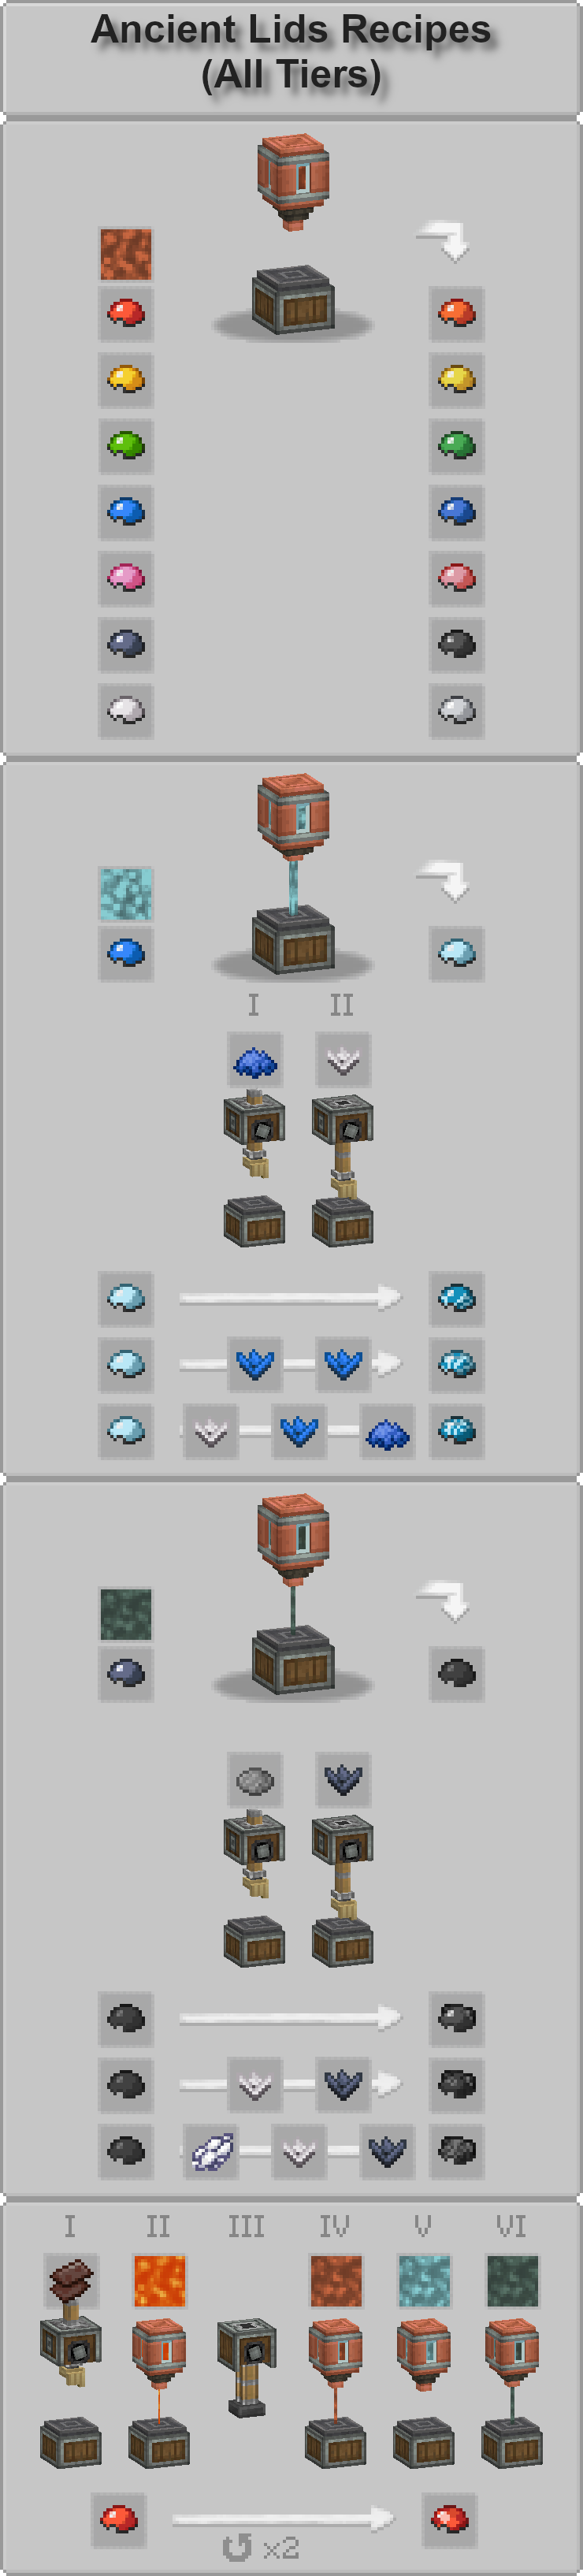 Ancient Lids Recipes
(All Tiers)
I II
I II III IV V VI
x2